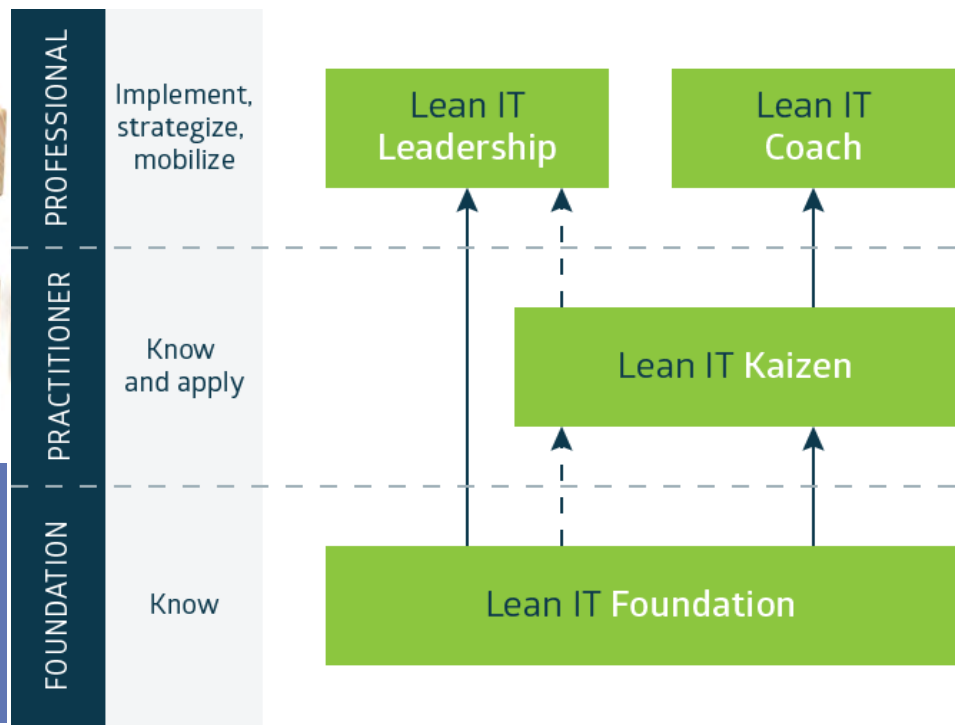 PROFESSIONAL
Implement,
strategize,
mobilize
Lean IT
Leadership
Lean IT
Coach
PRACTITIONER
Know
and apply
Lean IT Kaizen
FOUNDATION
Know
Lean IT Foundation